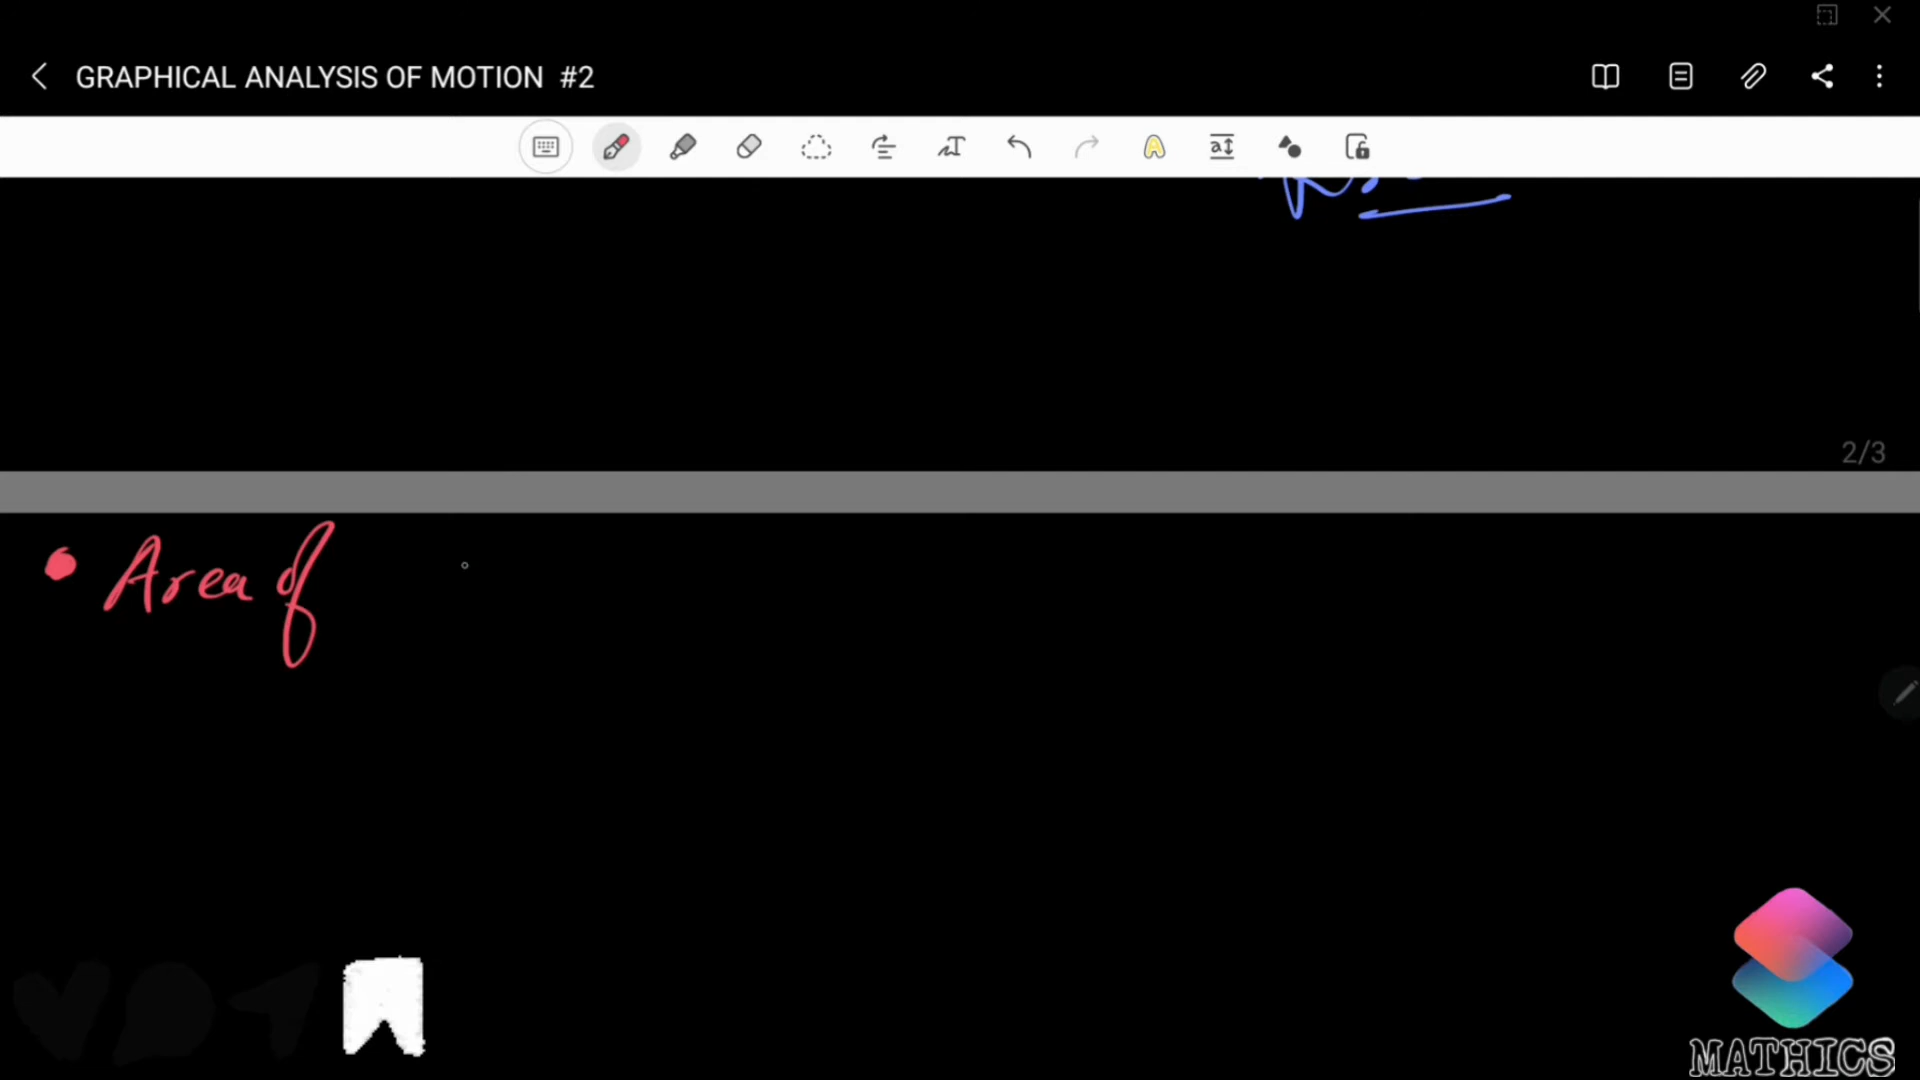 GRAPHICAL ANALYSIS OF MOTION #2
2/3
• Area of
MATHICS